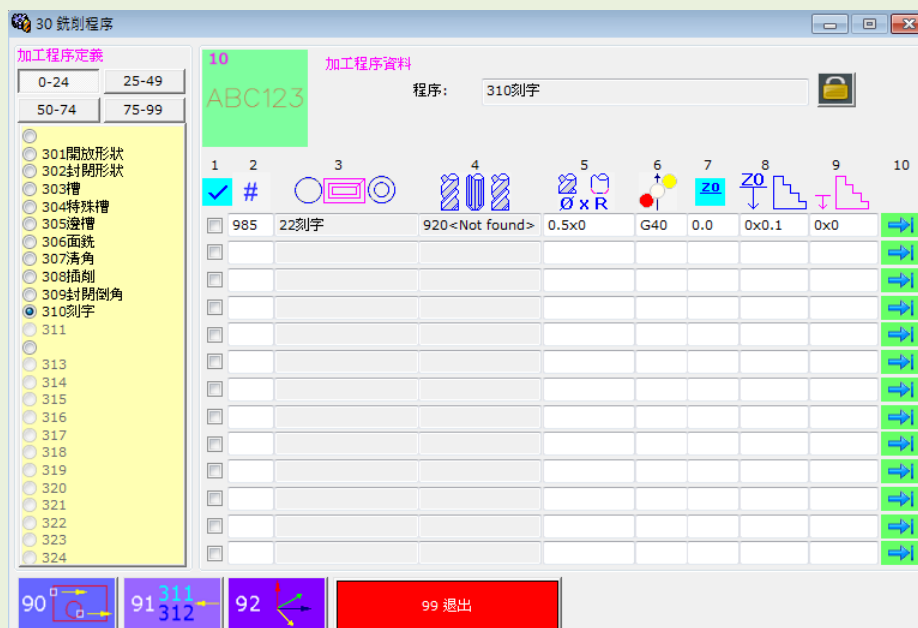 30 銑削程序
加工程序定義
0-24 25-49
50-74 75-99
301開放形狀
302封閉形狀
303槽
304特殊槽
305邊槽
306面銑
307清角
308插削
309封閉倒角
310刻字
311
313
314
315
316
317
318
319
320
321
322
323
324
10
ABC123
加工程序資料
程序: 310刻字
1 2 3 4 5 6 7 8 9 10
# Ø x R Z0 Z0
985 22刻字 920<Not found> 0.5x0 G40 0.0 0x0.1 0x0
90 91 311 312 92 99 退出